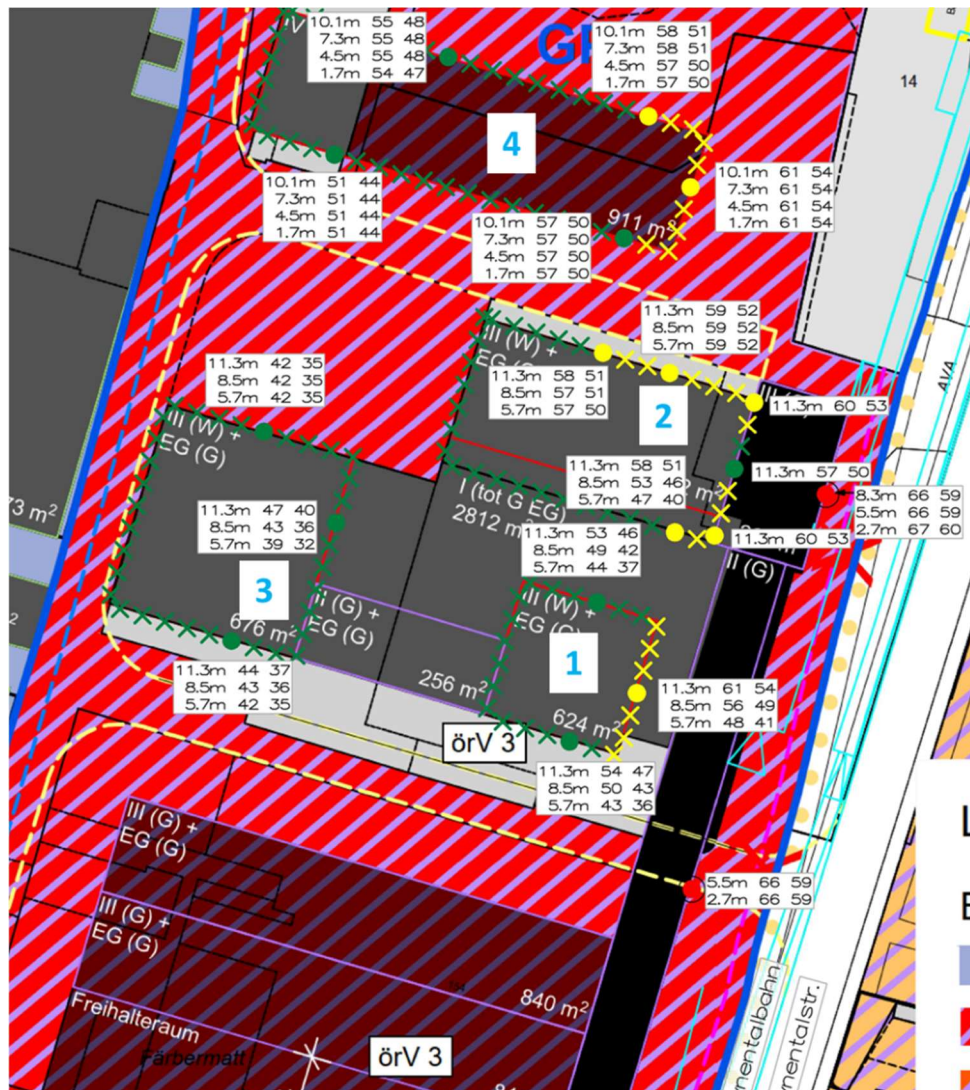 10.1m 55 48
7.3m 55 48
4.5m 55 48
1.7m 54 47
10.1m 58 51
7.3m 58 51
4.5m 57 50
1.7m 57 50
14
4
10.1m 51 44
7.3m 51 44
4.5m 51 44
1.7m 51 44
10.1m 61 54
7.3m 61 54
4.5m 61 54
1.7m 61 54
911 m²
10.1m 57 50
7.3m 57 50
4.5m 57 50
1.7m 57 50
11.3m 59 52
8.5m 59 52
5.7m 59 52
III (W) +
11.3m 58 51
8.5m 57 51
5.7m 57 50
AVA
11.3m 42 35
8.5m 42 35
5.7m 42 35
2
11.3m 60 53
III (W) +
EG (G)
11.3m 58 51
8.5m 53 46
5.7m 47 40
11.3m 57 50
I (tot G EG)
2812 m²
8.3m 66 59
5.5m 66 59
2.7m 67 60
73 m²
11.3m 47 40
8.5m 43 36
5.7m 39 32
11.3m 53 46
8.5m 49 42
5.7m 44 37
11.3m 60 53
II (G)
3
676 m²
II (G) +
EG (G)
III (W) +
EG (G)
1
11.3m 44 37
8.5m 43 36
5.7m 42 35
256 m²
624 m²
11.3m 61 54
8.5m 56 49
5.7m 48 41
örV 3
11.3m 54 47
8.5m 50 43
5.7m 43 36
III (G) +
EG (G)
5.5m 66 59
2.7m 66 59
III (G) +
EG (G)
840 m²
Freihalteraum
Färbermatt
örV 3
nentalbahn
nentalstr.